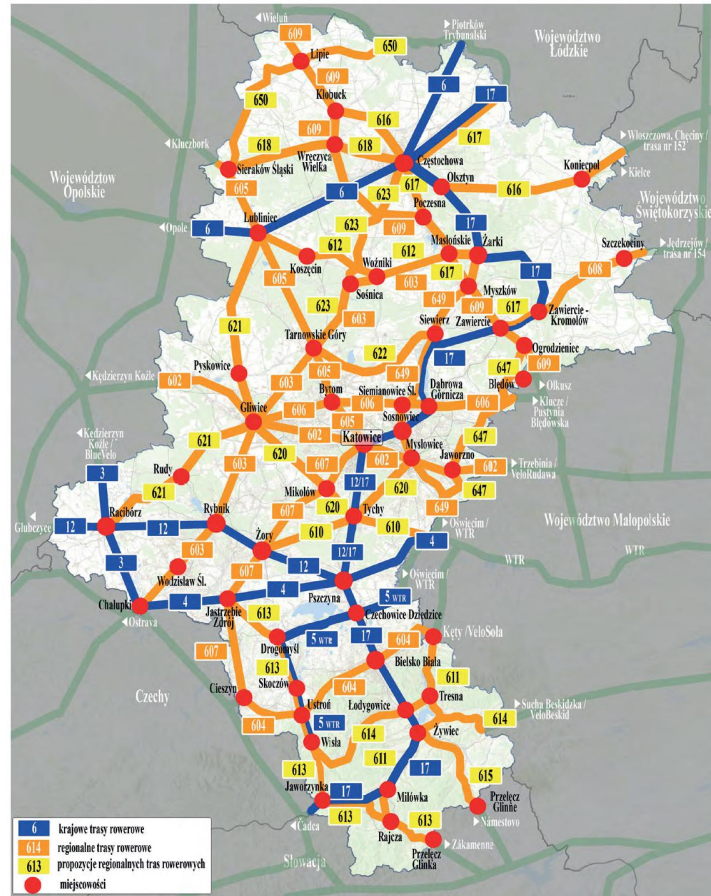 Wieluń
Piotrków
Trybunalski
Województwo
Łódzkie
609
650
Lipie
6
17
609
Kłobuck
650
616
Kluczbork
618
609
618
617
Wręczyca
Wielka
Częstochowa
Włoszczowa, Chęciny /
trasa nr 152
Koniecpol
Kielce
Sieraków Śląski
605
617
Olsztyn
616
Województwo
Opolskie
6
623
Poczesna
Województwo
Świętokrzyskie
Lubliniec
623
609
17
Opole
6
612
612
Masłońskie
Żarki
Szczekociny
Jędrzejów /
trasa nr 154
Koszęcin
Woźniki
617
17
608
605
603
Myszków
Sośnica
649
609
617
623
603
Zawiercie -
Kromołów
621
Tarnowskie Góry
Siewierz
Zawiercie
622
Ogrodzieniec
17
Pyskowice
649
609
Kędzierzyn Koźle
602
603
605
647
Błędów
Olkusz
Bytom
Siemianowice Śl.
Dąbrowa
Górnicza
606
606
606
Klucze /
Pustynia
Błędowska
Gliwice
605
Sosnowiec
Kędzierzyn
Koźle /
BlueVelo
621
602
Katowice
647
Mysłowice
620
607
602
Jaworzno
602
Trzebinia /
VeloRudawa
3
Rudy
603
12/17
621
Mikołów
620
647
Racibórz
Rybnik
607
620
Tychy
649
Głubczyce
12
12
Żory
610
610
Oświęcim /
WTR
Województwo Małopolskie
4
3
603
12
12/17
WTR
WTR
Wodzisław Śl.
607
4
Oświęcim /
WTR
Pszczyna
5 WTR
Chałupki
4
Ostrava
Jastrzębie
Zdrój
613
Czechowice Dziedzice
Drogomyśl
5 WTR
17
604
Kęty /VeloSoła
607
613
Bielsko Biała
Czechy
Skoczów
604
611
Cieszyn
Tresna
Ustroń
Łodygowice
Sucha Beskidzka /
VeloBeskid
604
5 WTR
614
614
Wisła
Żywiec
611
613
17
615
Jaworzynka
17
Milówka
Przełęcz
Glinne
Námestovo
613
613
Čadca
Rajcza
Przełęcz
Glinka
Zákamenné
Słowacja
6 krajowe trasy rowerowe
614 regionalne trasy rowerowe
613 propozycje regionalnych tras rowerowych
miejscowości